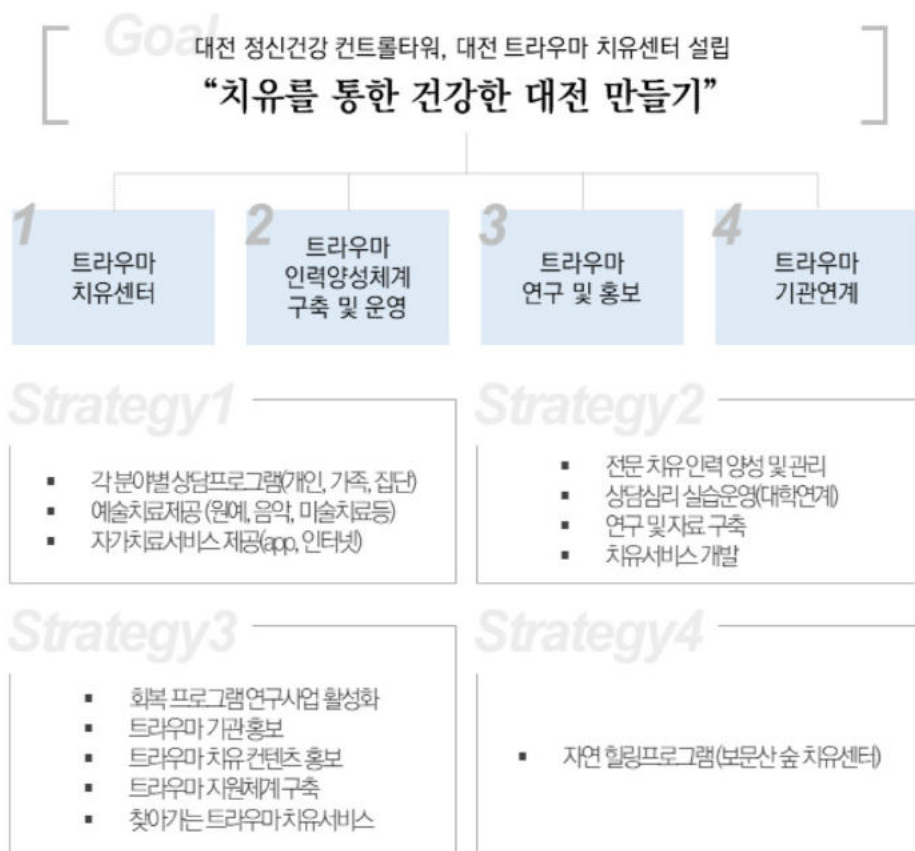 Goal
대전 정신건강 컨트롤타워, 대전 트라우마 치유센터 설립
“치유를 통한 건강한 대전 만들기”
1
트라우마
치유센터
2
트라우마
인력양성체계
구축 및 운영
3
트라우마
연구 및 홍보
4
트라우마
기관연계
Strategy1
▪ 각 분야별 상담프로그램(개인, 가족, 집단)
▪ 예술치료제공 (원예, 음악, 미술치료등)
▪ 자가치료서비스 제공(app, 인터넷)
Strategy2
▪ 전문 치유 인력 양성 및 관리
▪ 상담심리 실습운영(대학연계)
▪ 연구 및 자료 구축
▪ 치유서비스 개발
Strategy3
▪ 회복 프로그램 연구사업 활성화
▪ 트라우마 기관 홍보
▪ 트라우마 치유 컨텐츠 홍보
▪ 트라우마 지원체계 구축
▪ 찾아가는 트라우마 치유서비스
Strategy4
▪ 자연 힐링프로그램 (보문산 숲 치유센터)